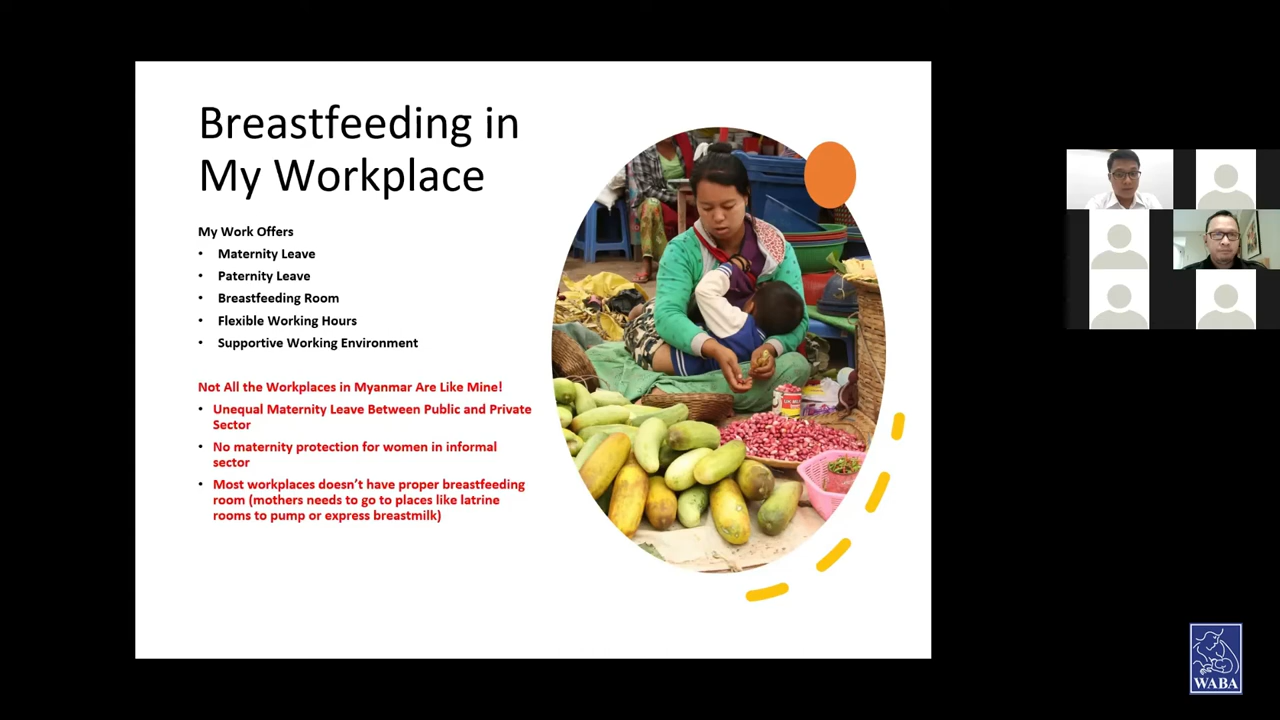 Breastfeeding in
My Workplace
My Work Offers
• Maternity Leave
• Paternity Leave
• Breastfeeding Room
• Flexible Working Hours
• Supportive Working Environment
Not All the Workplaces in Myanmar Are Like Mine!
• Unequal Maternity Leave Between Public and Private
Sector
• No maternity protection for women in informal
sector
• Most workplaces doesn't have proper breastfeeding
room (mothers needs to go to places like latrine
rooms to pump or express breastmilk)
WABA